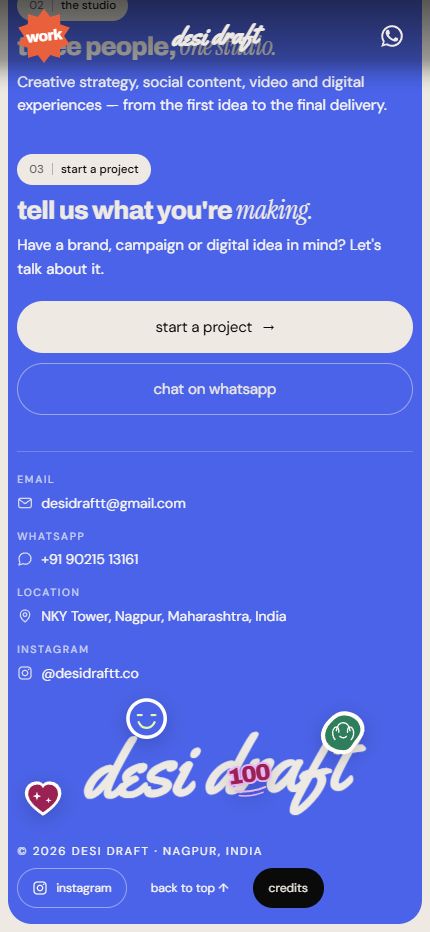 02 the studio
work
desi draft
three people, one studio.
Creative strategy, social content, video and digital
experiences — from the first idea to the final delivery.
03 start a project
tell us what you're making.
Have a brand, campaign or digital idea in mind? Let's
talk about it.
start a project →
chat on whatsapp
EMAIL
desidraftt@gmail.com
WHATSAPP
+91 90215 13161
LOCATION
NKY Tower, Nagpur, Maharashtra, India
INSTAGRAM
@desidraftt.co
desi draft
100
© 2026 DESI DRAFT · NAGPUR, INDIA
instagram back to top ↑ credits